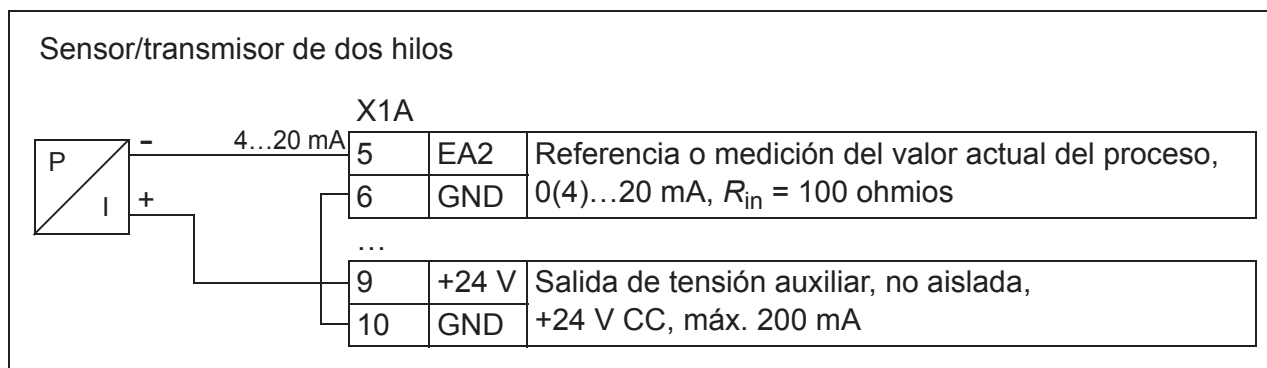 Sensor/transmisor de dos hilos
X1A
P
I
-
+
4…20 mA
5 EA2 Referencia o medición del valor actual del proceso,
6 GND 0(4)…20 mA, Rin = 100 ohmios
…
9 +24 V Salida de tensión auxiliar, no aislada,
10 GND +24 V CC, máx. 200 mA